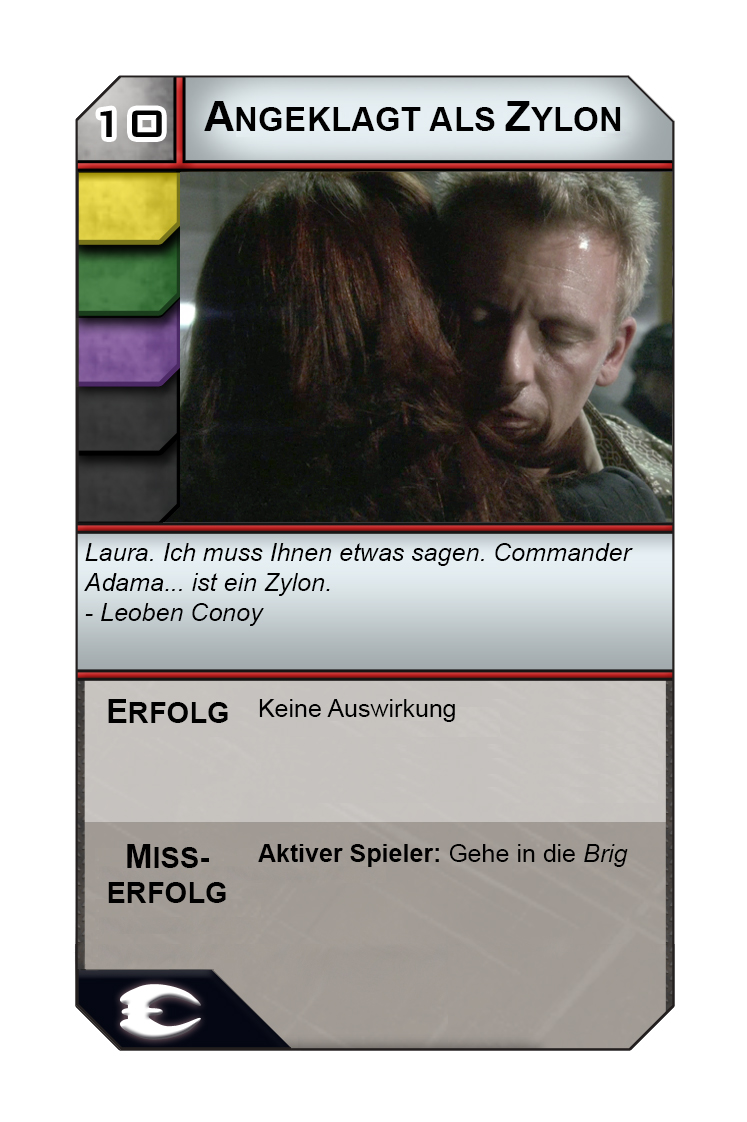 10
ANGEKLAGT ALS ZYLON
Laura. Ich muss Ihnen etwas sagen. Commander
Adama... ist ein Zylon.
- Leoben Conoy
ERFOLG
Keine Auswirkung
MISS-
ERFOLG
Aktiver Spieler: Gehe in die Brig